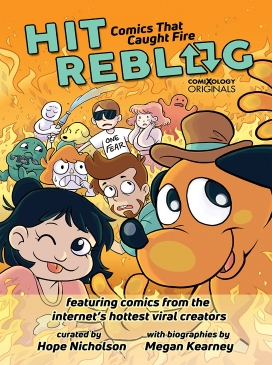 HIT
Comics That
Caught Fire
REBLOG
COMIXOLOGY
ORIGINALS
ONE
FEAR
featuring comics from the
internet's hottest viral creators
curated by
Hope Nicholson
with biographies by
Megan Kearney